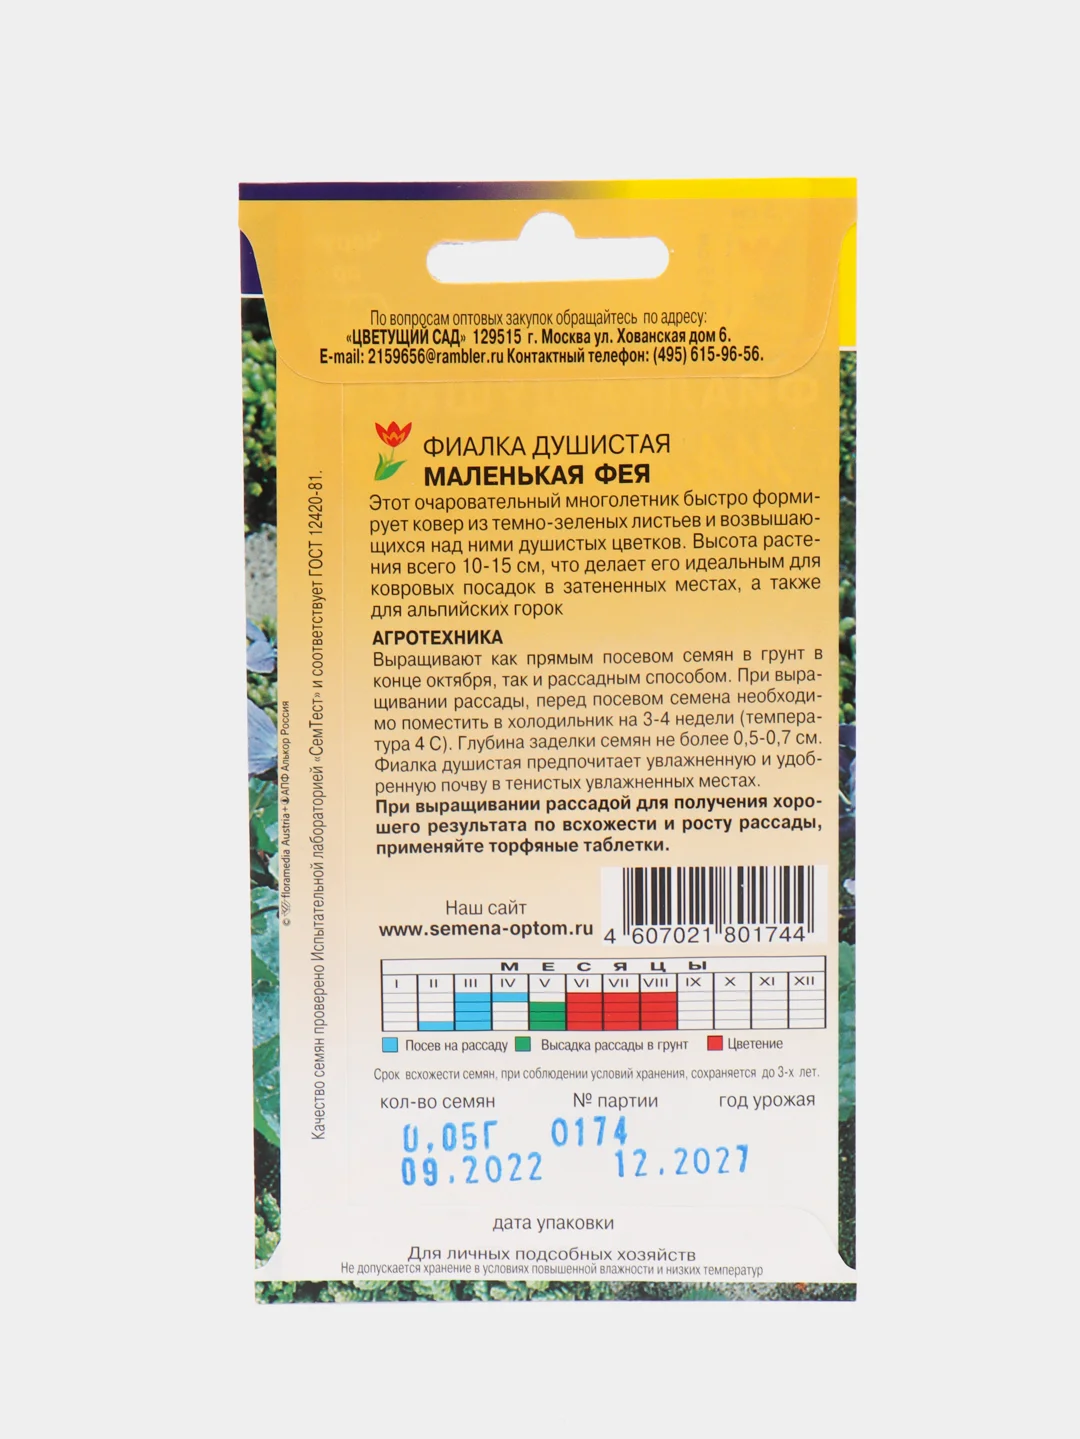 По вопросам оптовых закупок обращайтесь по адресу:
«ЦВЕТУЩИЙ САД» 129515 г. Москва ул. Хованская дом 6.
E-mail: 2159656@rambler.ru Контактный телефон: (495) 615-96-56.
ФИАЛКА ДУШИСТАЯ
МАЛЕНЬКАЯ ФЕЯ
Этот очаровательный многолетник быстро форми-
рует ковер из темно-зеленых листьев и возвышаю-
щихся над ними душистых цветков. Высота расте-
ния всего 10-15 см, что делает его идеальным для
ковровых посадок в затененных местах, а также
для альпийских горок
АГРОТЕХНИКА
Выращивают как прямым посевом семян в грунт в
конце октября, так и рассадным способом. При выра-
щивании рассады, перед посевом семена необходи-
мо поместить в холодильник на 3-4 недели (темпера-
тура 4 С). Глубина заделки семян не более 0,5-0,7 см.
Фиалка душистая предпочитает увлажненную и удоб-
ренную почву в тенистых увлажненных местах.
При выращивании рассадой для получения хоро-
шего результата по всхожести и росту рассады,
применяйте торфяные таблетки.
Наш сайт
www.semena-optom.ru
4 607021 801744
МЕСЯЦЫ
I II III IV V VI VII VIII IX X XI XII
Посев на рассаду Высадка рассады в грунт Цветение
Срок всхожести семян, при соблюдении условий хранения, сохраняется до 3-х лет.
кол-во семян № партии год урожая
0,05Г 0174
09.2022 12.2027
дата упаковки
Для личных подсобных хозяйств
Не допускается хранение в условиях повышенной влажности и низких температур
Качество семян проверено Испытательной лабораторией «СемТест» и соответствует ГОСТ 12420-81.
© floramedia Austria + АПФ Алькор Россия